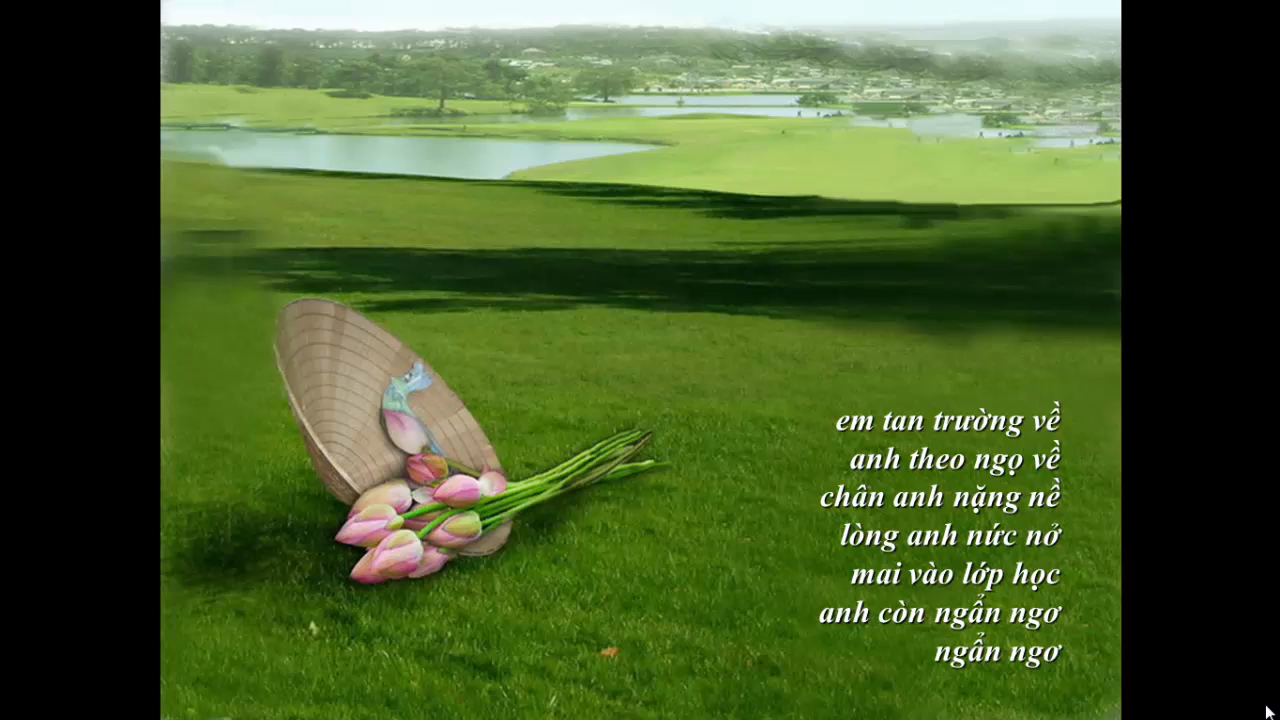 em tan trường về
anh theo ngọ về
chân anh nặng nề
lòng anh nức nở
mai vào lớp học
anh còn ngẩn ngơ
ngẩn ngơ